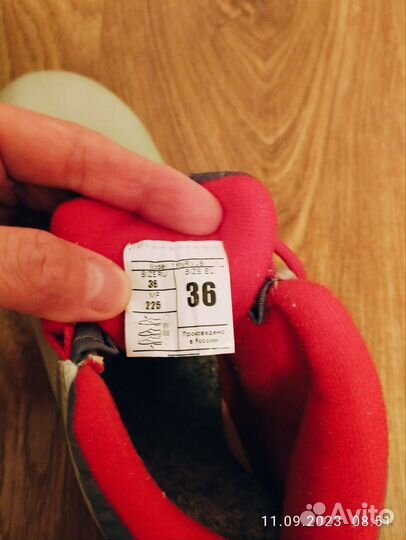 SIZE RU
SIZE EU
36
MP
225
36
Произведено
в России
11.09.2023 08:51
Avito